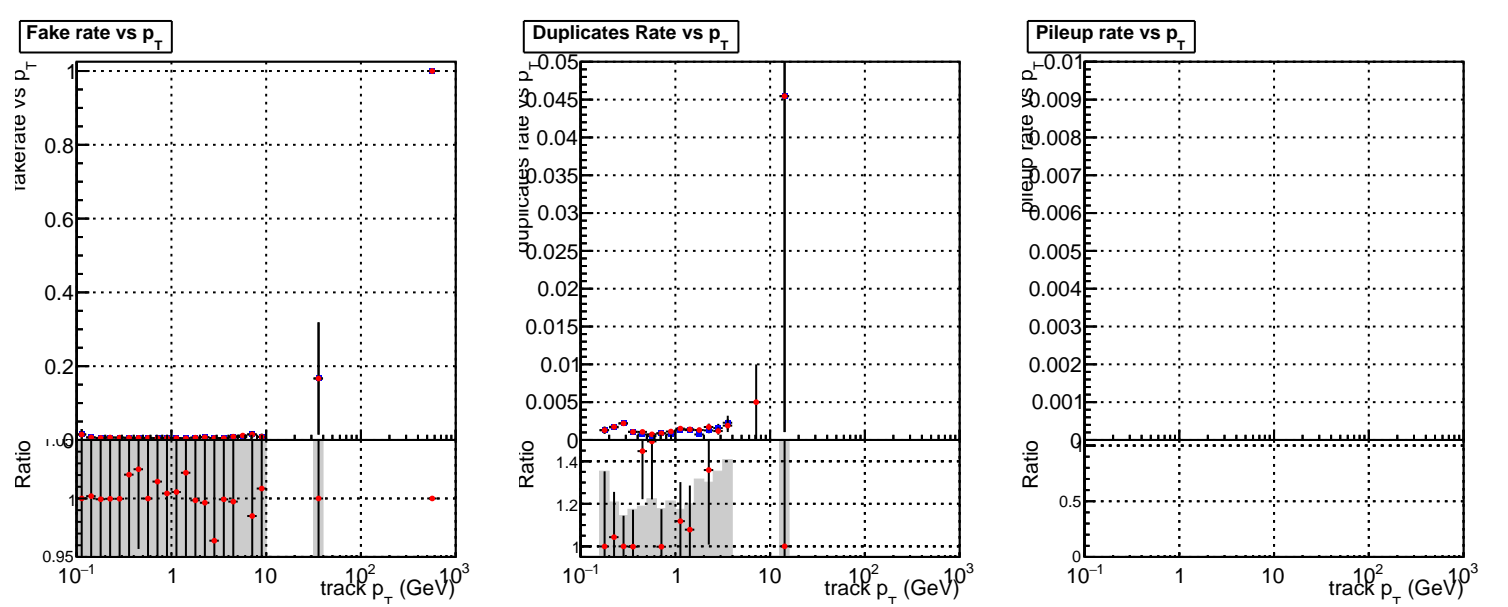 Fake rate vs p_T
fakerate vs p_T
1
0.8
0.6
0.4
0.2
0
Ratio
1
0.95
10^−1 1 10 10^2 10^3
track p_T (GeV)
Duplicates Rate vs p_T
duplicates rate vs p_T
0.05
0.045
0.04
0.035
0.03
0.025
0.02
0.015
0.01
0.005
0
Ratio
1.4
1.2
1
10^−1 1 10 10^2 10^3
track p_T (GeV)
Pileup rate vs p_T
pileup rate vs p_T
0.01
0.009
0.008
0.007
0.006
0.005
0.004
0.003
0.002
0.001
0
Ratio
1
0.5
0
10^−1 1 10 10^2 10^3
track p_T (GeV)